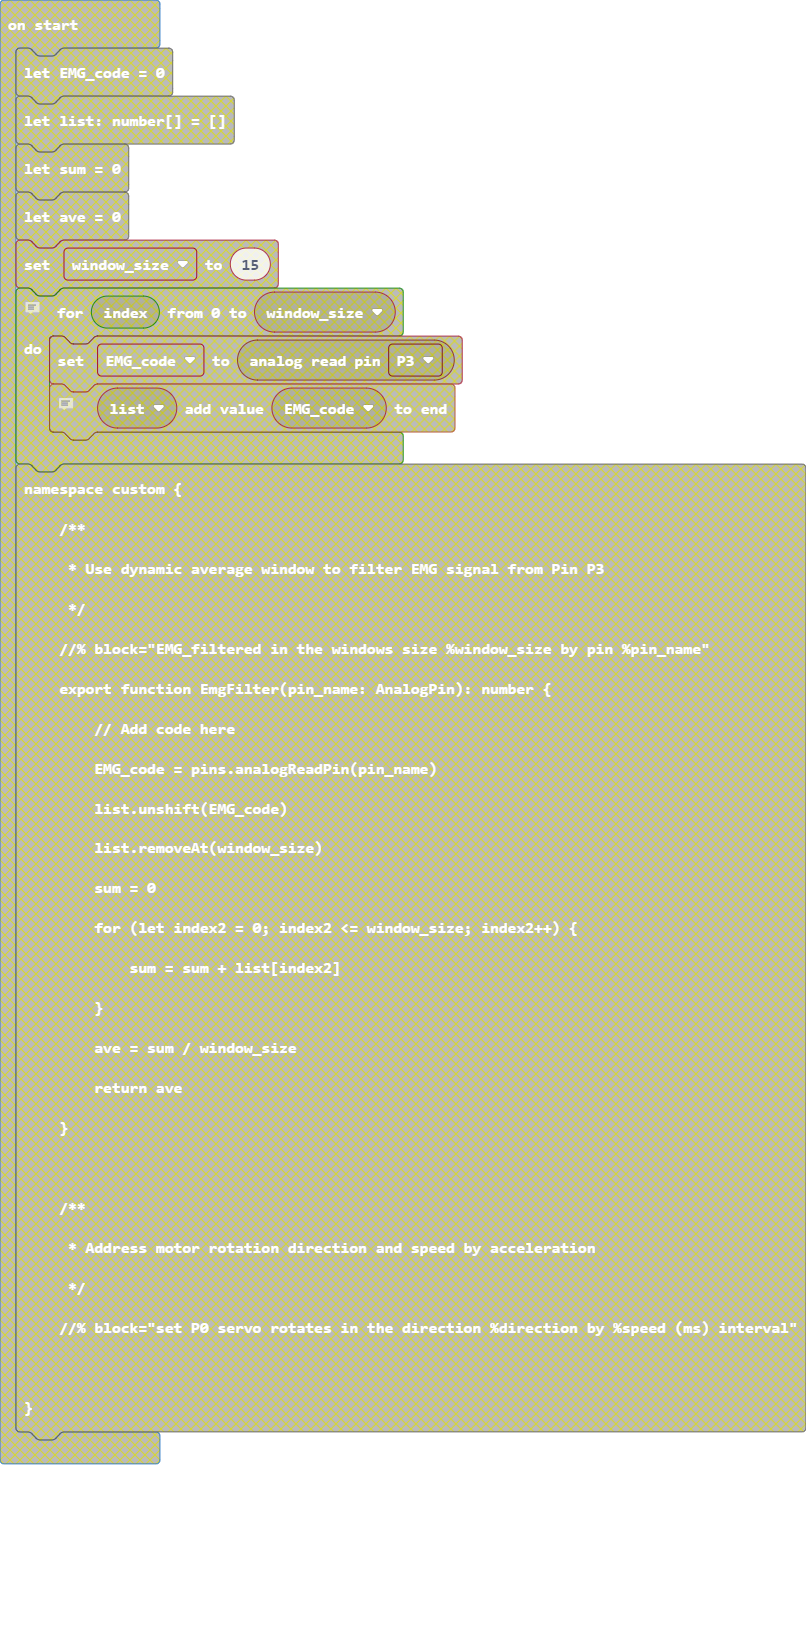 on start
let EMG_code = 0
let list: number[] = []
let sum = 0
let ave = 0
set window_size to 15
for index from 0 to window_size
do
set EMG_code to analog read pin P3
list add value EMG_code to end
namespace custom {
/**
* Use dynamic average window to filter EMG signal from Pin P3
*/
//% block="EMG_filtered in the windows size %window_size by pin %pin_name"
export function EmgFilter(pin_name: AnalogPin): number {
// Add code here
EMG_code = pins.analogReadPin(pin_name)
list.unshift(EMG_code)
list.removeAt(window_size)
sum = 0
for (let index2 = 0; index2 <= window_size; index2++) {
sum = sum + list[index2]
}
ave = sum / window_size
return ave
}
/**
* Address motor rotation direction and speed by acceleration
*/
//% block="set P0 servo rotates in the direction %direction by %speed (ms) interval"
}